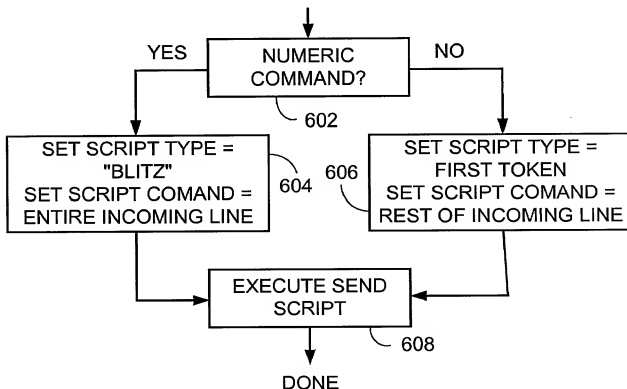 YES
NUMERIC
COMMAND?
NO
602
SET SCRIPT TYPE =
"BLITZ"
SET SCRIPT COMAND =
ENTIRE INCOMING LINE
604
606
SET SCRIPT TYPE =
FIRST TOKEN
SET SCRIPT COMAND =
REST OF INCOMING LINE
EXECUTE SEND
SCRIPT
608
DONE